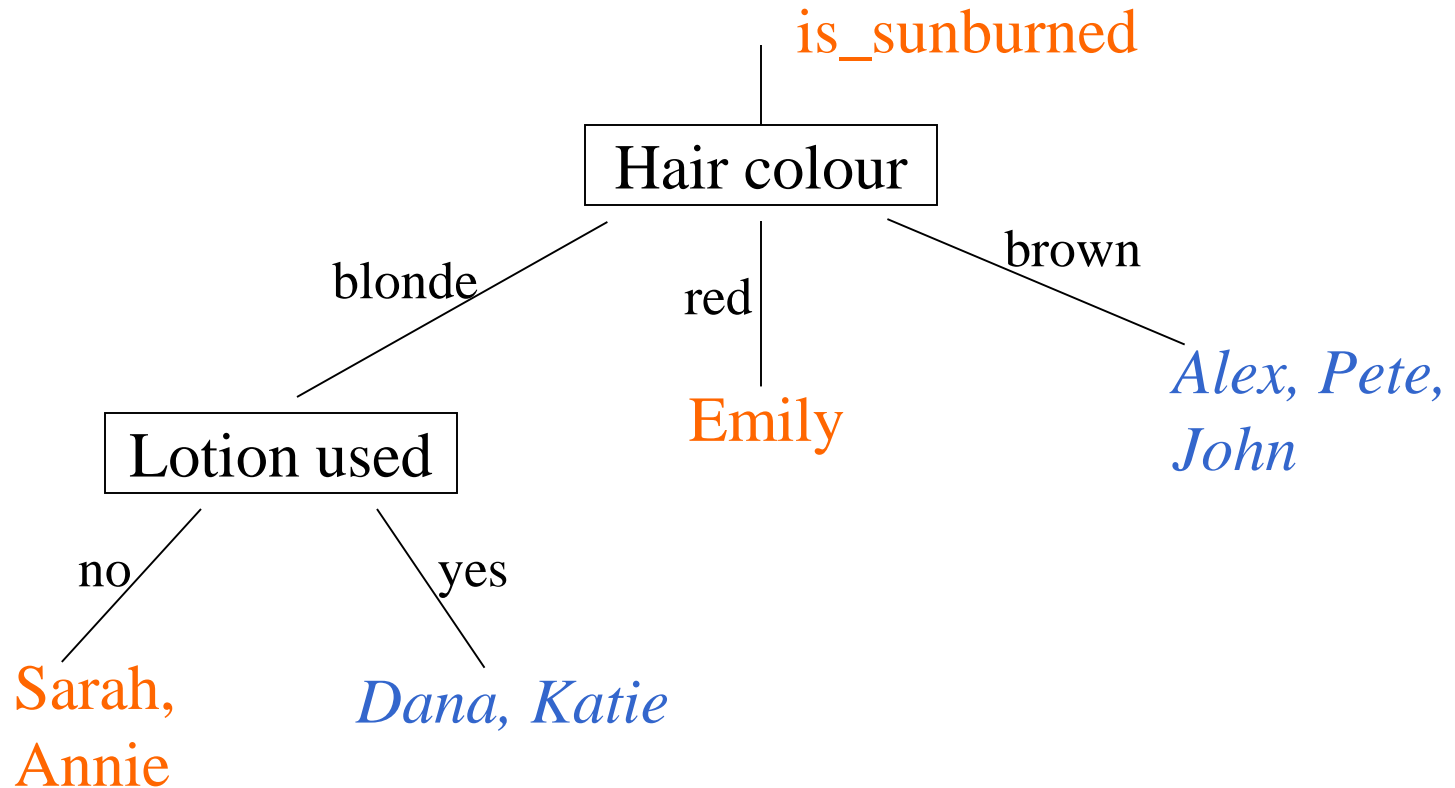 is_sunburned
Hair colour
blonde
red
brown
Alex, Pete,
John
Emily
Lotion used
no
yes
Sarah,
Annie
Dana, Katie